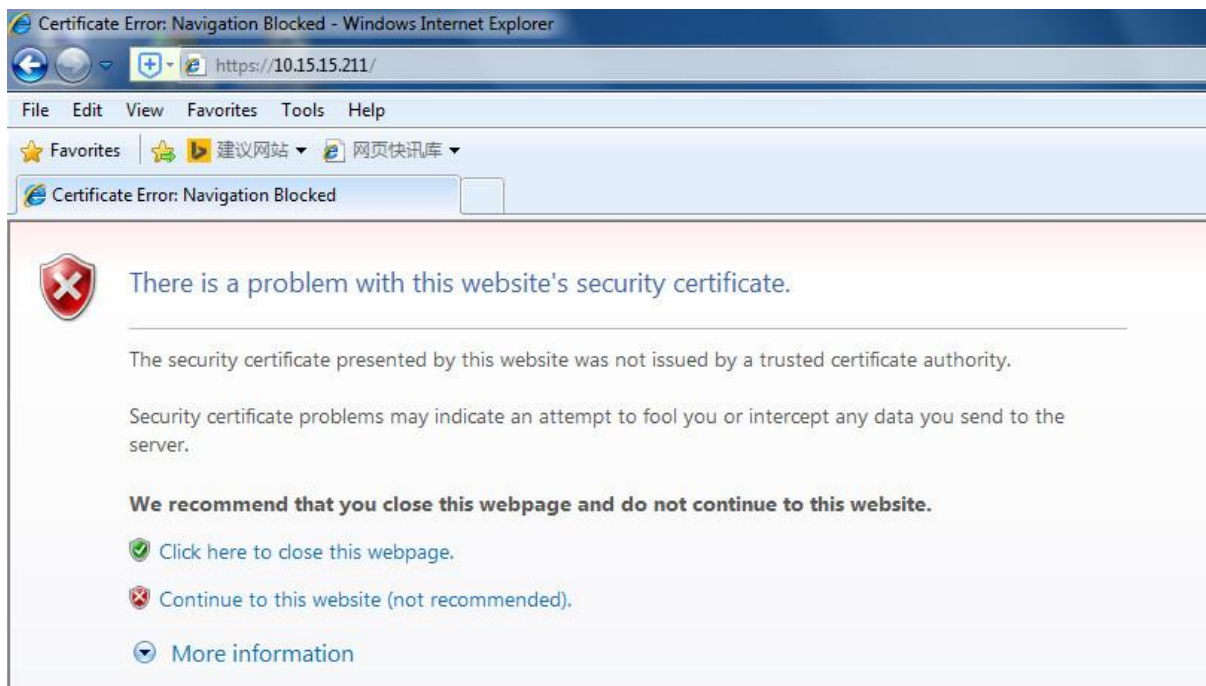 Certificate Error: Navigation Blocked - Windows Internet Explorer
https://10.15.15.211/
File Edit View Favorites Tools Help
Favorites 建议网站 网页快讯库
Certificate Error: Navigation Blocked
There is a problem with this website's security certificate.
The security certificate presented by this website was not issued by a trusted certificate authority.
Security certificate problems may indicate an attempt to fool you or intercept any data you send to the
server.
We recommend that you close this webpage and do not continue to this website.
Click here to close this webpage.
Continue to this website (not recommended).
More information